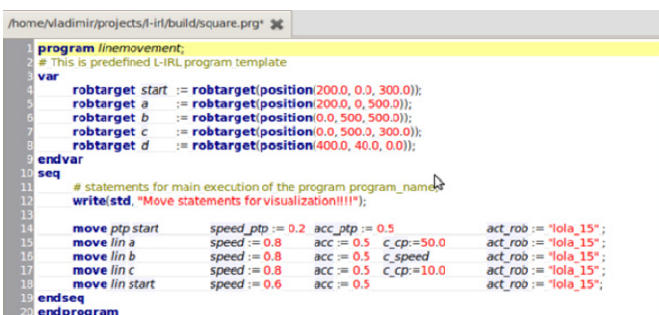 /home/vladimir/projects/l-irl/build/square.prg*
1 program linemovement;
2 # This is predefined L-IRL program template
3 var
4 robtarget start := robtarget(position(200.0, 0.0, 300.0));
5 robtarget a := robtarget(position(200.0, 0, 500.0));
6 robtarget b := robtarget(position(0.0, 500, 500.0));
7 robtarget c := robtarget(position(0.0, 500.0, 300.0));
8 robtarget d := robtarget(position(400.0, 40.0, 0.0));
9 endvar
10 seq
11 # statements for main execution of the program program_name;
12 write(std, "Move statements for visualization!!!!");
13
14 move ptp start speed_ptp := 0.2 acc_ptp := 0.5 act_rob := "lola_15" ;
15 move lin a speed := 0.8 acc := 0.5 c_cp:=50.0 act_rob := "lola_15" ;
16 move lin b speed := 0.8 acc := 0.5 c_speed act_rob := "lola_15" ;
17 move lin c speed := 0.8 acc := 0.5 c_cp:=10.0 act_rob := "lola_15" ;
18 move lin start speed := 0.6 acc := 0.5 act_rob := "lola_15";
19 endseq
20 endprogram